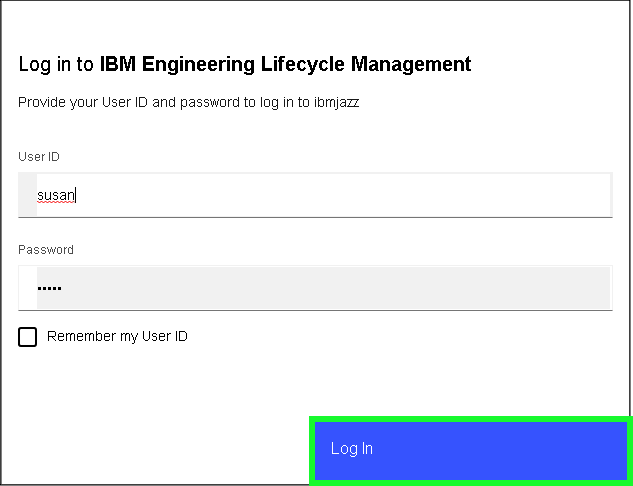 Log in to IBM Engineering Lifecycle Management
Provide your User ID and password to log in to ibmjazz
User ID
susan
Password
•••••
Remember my User ID
Log In